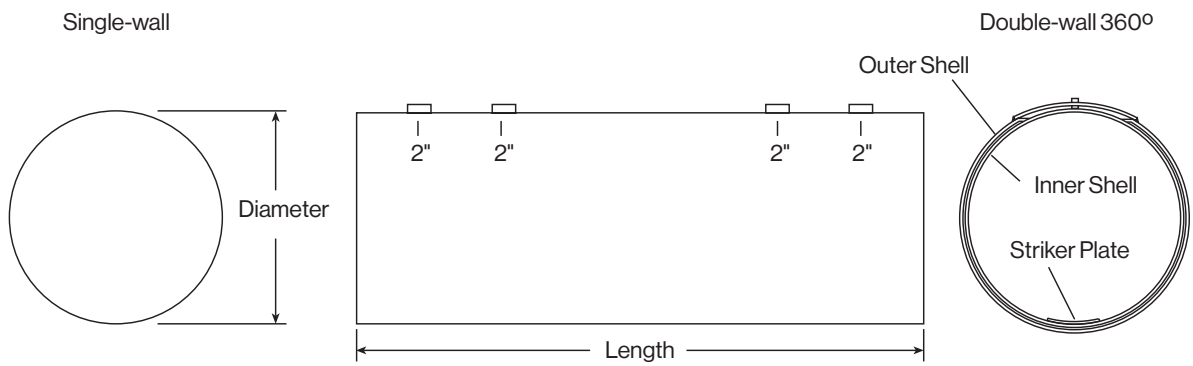 Single-wall
Double-wall 360º
Outer Shell
2"
2"
2"
2"
Inner Shell
Diameter
Striker Plate
Length